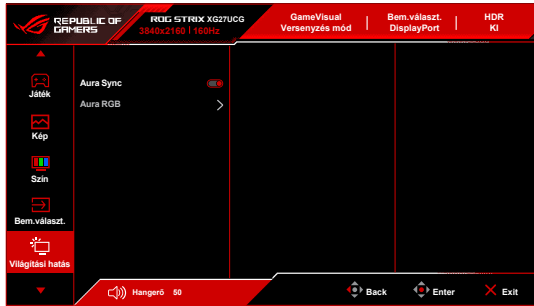 REPUBLIC OF
GAMERS
ROG STRIX XG27UCG
3840x2160 160Hz
GameVisual
Versenyzés mód
Bem.választ.
DisplayPort
HDR
KI
Játék
Kép
Szín
Bem.választ.
Világítási hatás
Aura Sync
Aura RGB
Hangerő 50
Back
Enter
Exit